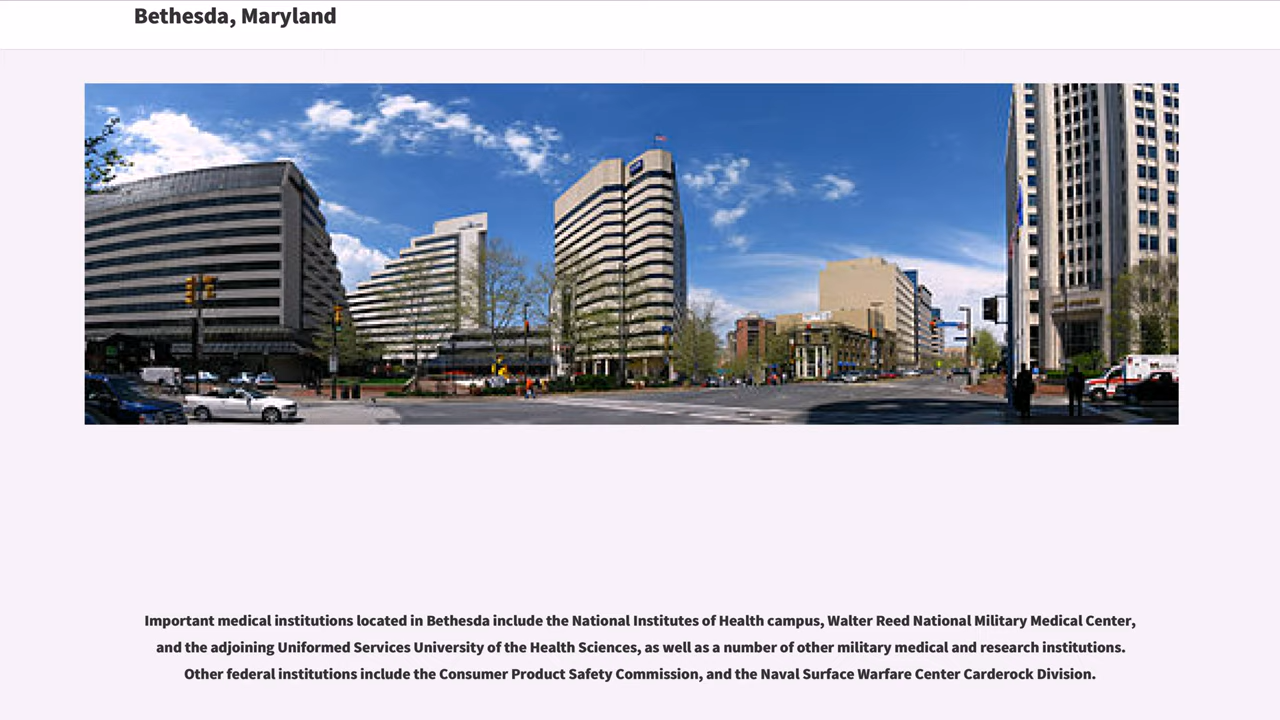 Bethesda, Maryland
Important medical institutions located in Bethesda include the National Institutes of Health campus, Walter Reed National Military Medical Center,
and the adjoining Uniformed Services University of the Health Sciences, as well as a number of other military medical and research institutions.
Other federal institutions include the Consumer Product Safety Commission, and the Naval Surface Warfare Center Carderock Division.